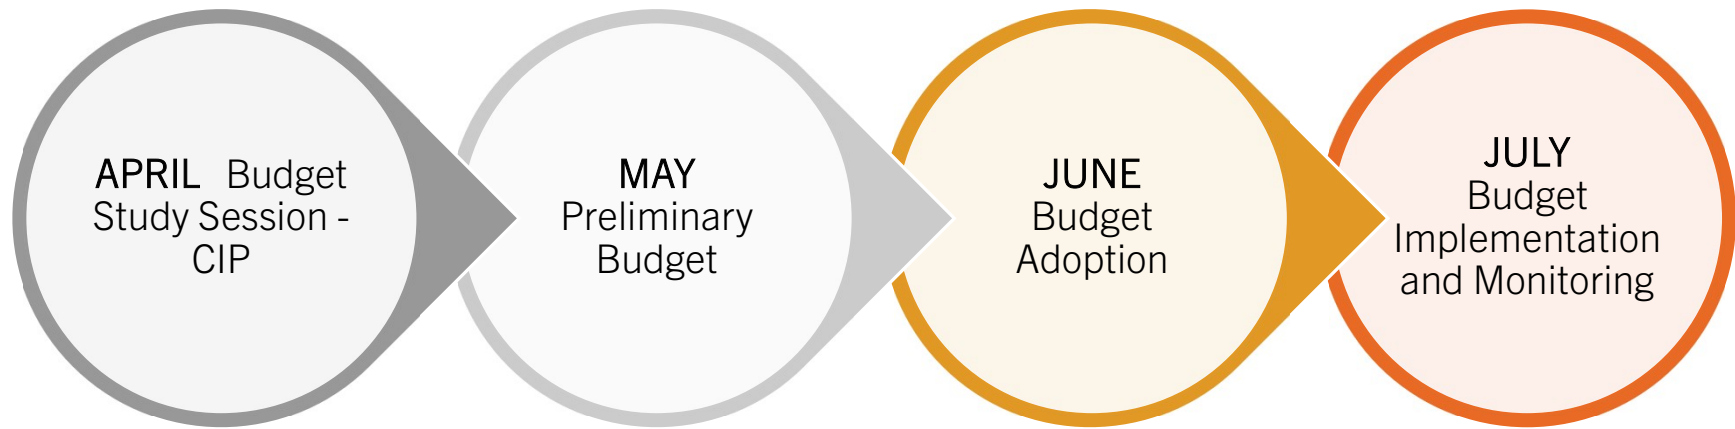 APRIL Budget
Study Session -
CIP
MAY
Preliminary
Budget
JUNE
Budget
Adoption
JULY
Budget
Implementation
and Monitoring